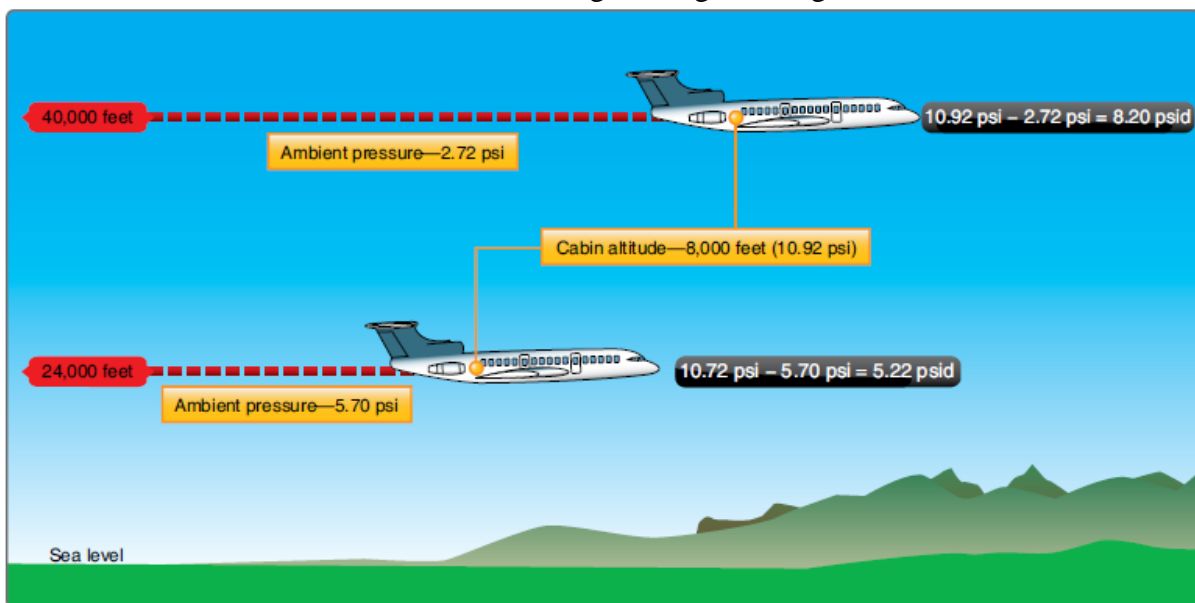 40,000 feet
10.92 psi – 2.72 psi = 8.20 psid
Ambient pressure—2.72 psi
Cabin altitude—8,000 feet (10.92 psi)
24,000 feet
10.72 psi – 5.70 psi = 5.22 psid
Ambient pressure—5.70 psi
Sea level